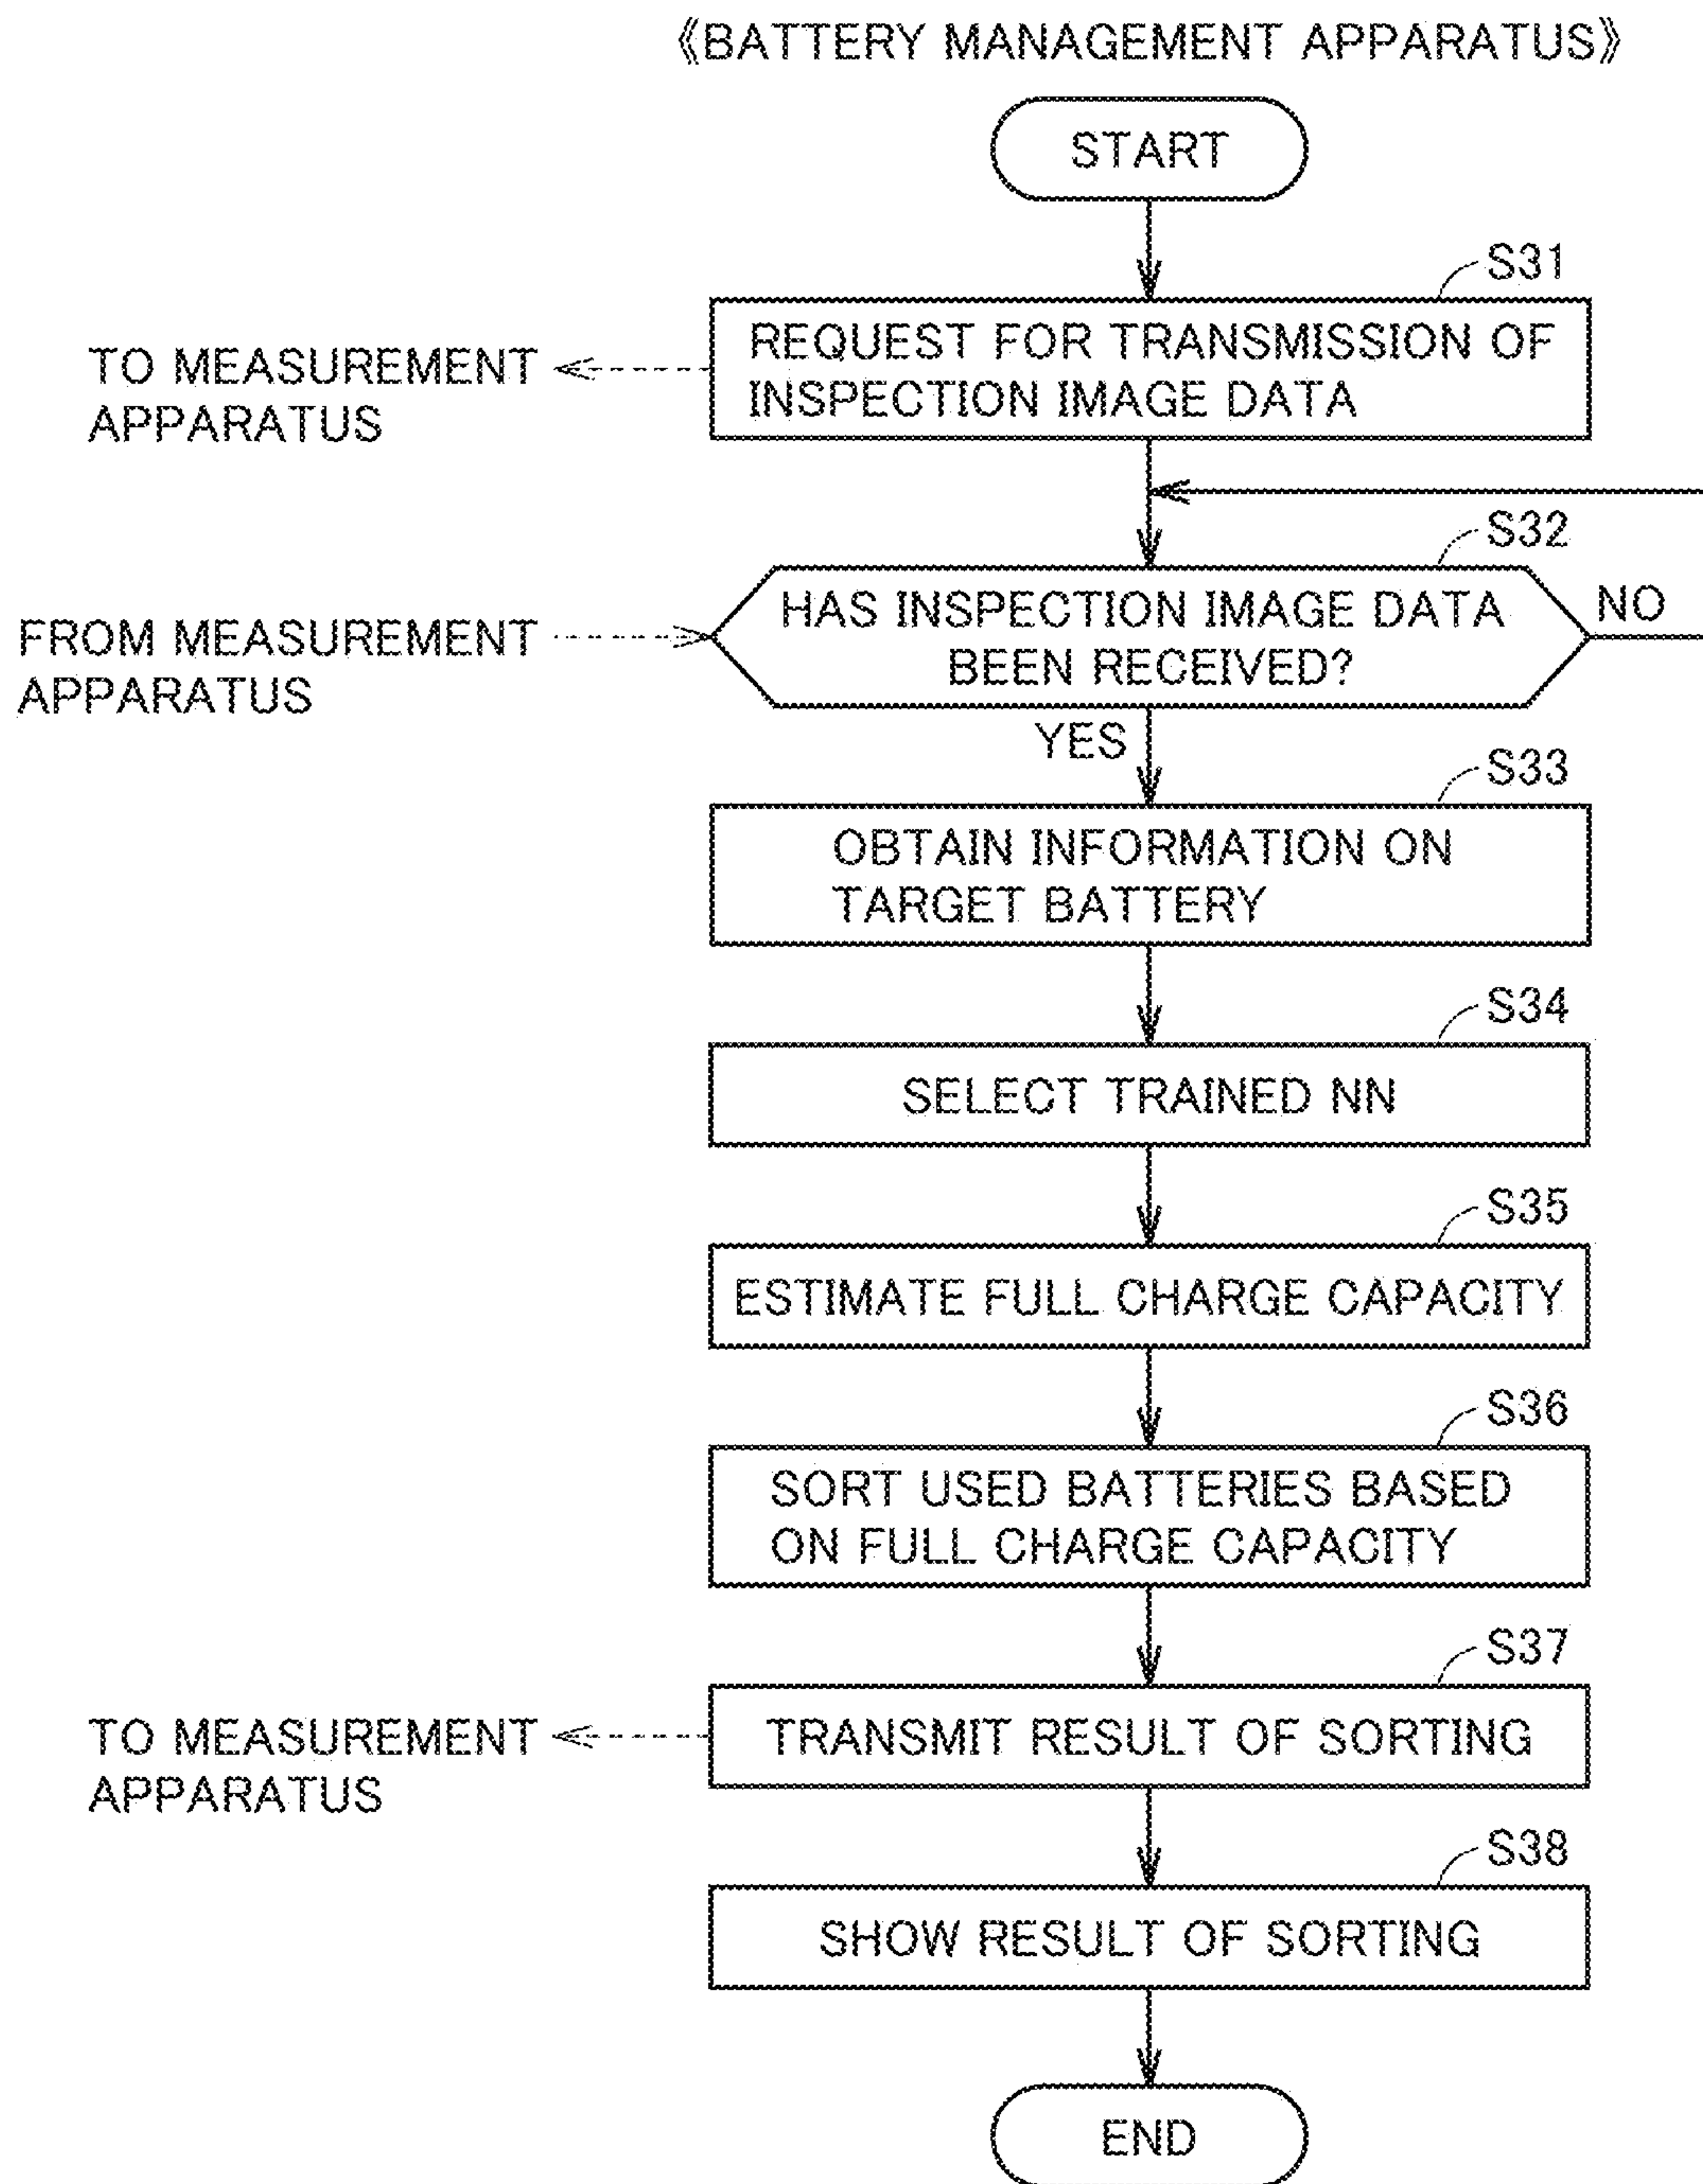 《BATTERY MANAGEMENT APPARATUS》
START
S31
REQUEST FOR TRANSMISSION OF
INSPECTION IMAGE DATA
TO MEASUREMENT
APPARATUS
S32
HAS INSPECTION IMAGE DATA
BEEN RECEIVED?
NO
FROM MEASUREMENT
APPARATUS
YES
S33
OBTAIN INFORMATION ON
TARGET BATTERY
S34
SELECT TRAINED NN
S35
ESTIMATE FULL CHARGE CAPACITY
S36
SORT USED BATTERIES BASED
ON FULL CHARGE CAPACITY
S37
TRANSMIT RESULT OF SORTING
TO MEASUREMENT
APPARATUS
S38
SHOW RESULT OF SORTING
END